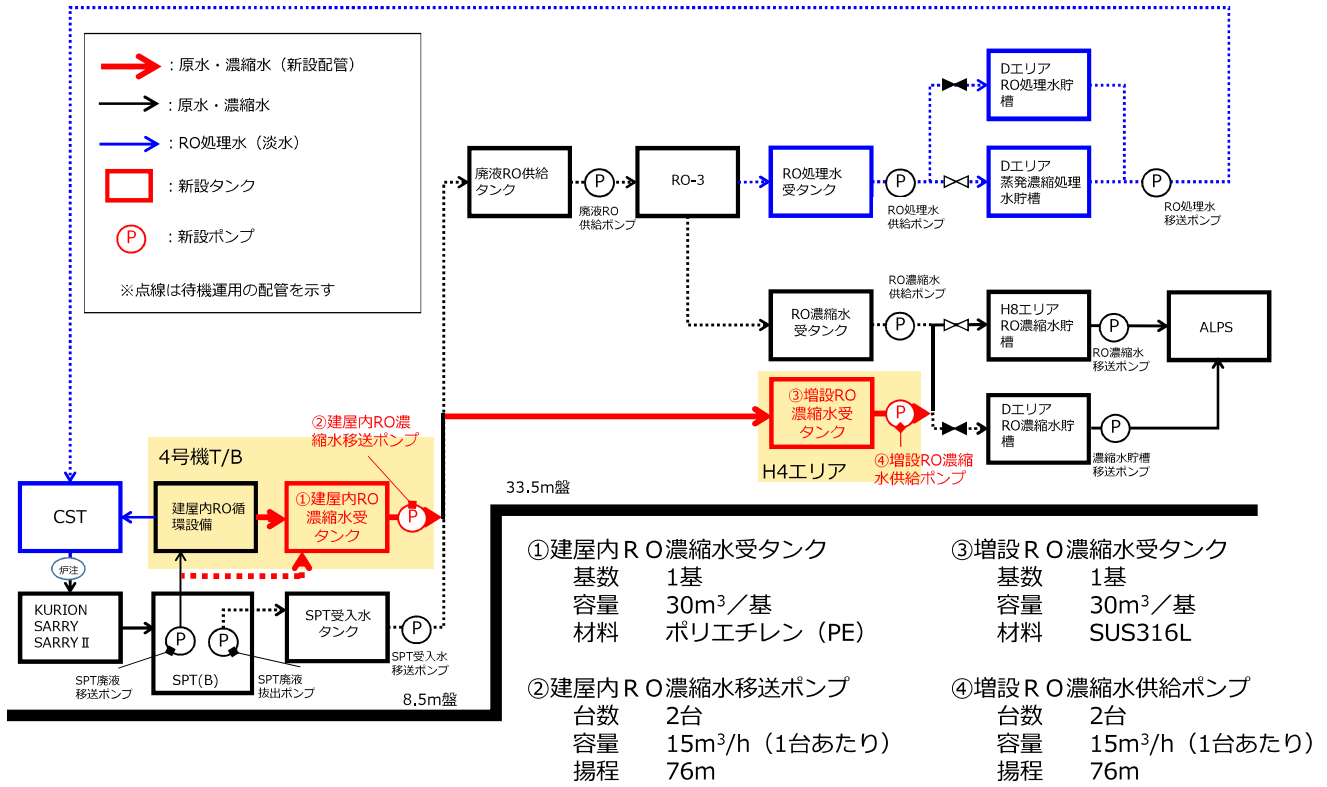 :原水・濃縮水（新設配管）
:原水・濃縮水
:RO処理水（淡水）
:新設タンク
P
:新設ポンプ
※点線は待機運用の配管を示す
廃液RO供給
タンク
P
廃液RO
供給ポンプ
RO-3
RO処理水
受タンク
P
RO処理水
供給ポンプ
Dエリア
RO処理水貯
槽
Dエリア
蒸発濃縮処理
水貯槽
P
RO処理水
移送ポンプ
RO濃縮水
受タンク
RO濃縮水
供給ポンプ
P
H8エリア
RO濃縮水貯
槽
P
RO濃縮水
移送ポンプ
ALPS
③増設RO
濃縮水受
タンク
P
H4エリア
④増設RO濃縮
水供給ポンプ
Dエリア
RO濃縮水貯
槽
P
濃縮水貯槽
移送ポンプ
②建屋内RO濃
縮水移送ポンプ
4号機T/B
CST
建屋内RO循
環設備
①建屋内RO
濃縮水受
タンク
P
炉注
KURION
SARRY
SARRYⅡ
P
P
SPT(B)
SPT廃液
移送ポンプ
SPT廃液
抜出ポンプ
SPT受入水
タンク
P
SPT受入水
移送ポンプ
33.5m盤
8.5m盤
①建屋内ＲＯ濃縮水受タンク
基数 1基
容量 30m³／基
材料 ポリエチレン（PE）
②建屋内ＲＯ濃縮水移送ポンプ
台数 2台
容量 15m³/h（1台あたり）
揚程 76m
③増設ＲＯ濃縮水受タンク
基数 1基
容量 30m³／基
材料 SUS316L
④増設ＲＯ濃縮水供給ポンプ
台数 2台
容量 15m³/h（1台あたり）
揚程 76m